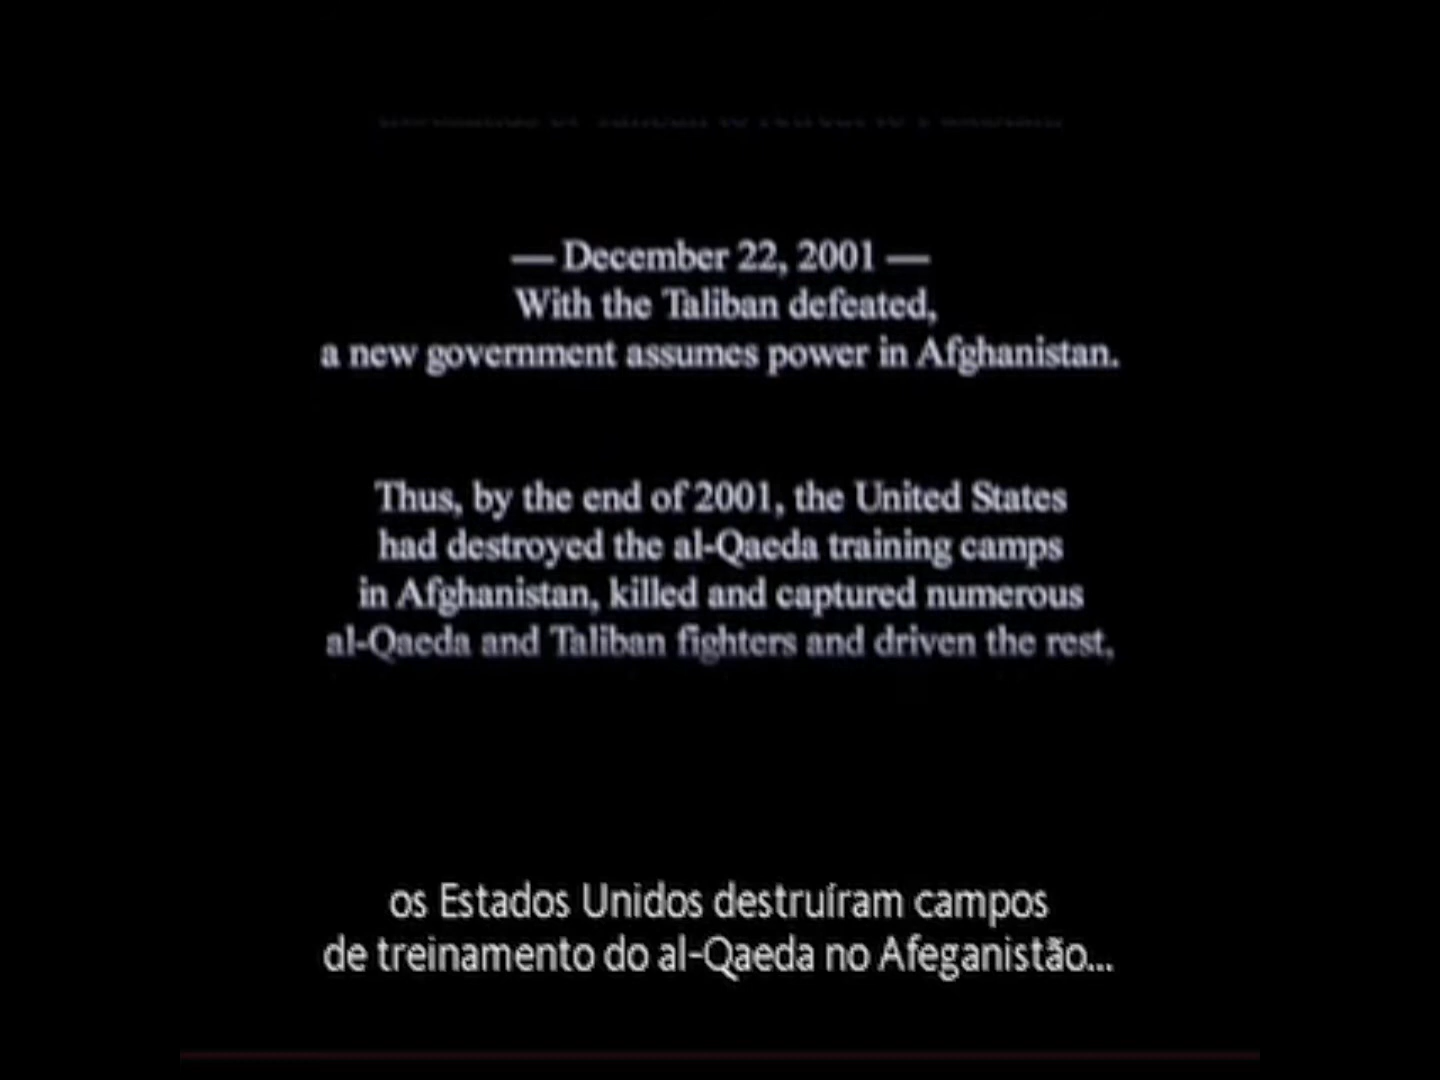 — December 22, 2001 —
With the Taliban defeated,
a new government assumes power in Afghanistan.
Thus, by the end of 2001, the United States
had destroyed the al-Qaeda training camps
in Afghanistan, killed and captured numerous
al-Qaeda and Taliban fighters and driven the rest,
os Estados Unidos destruíram campos
de treinamento do al-Qaeda no Afeganistão...